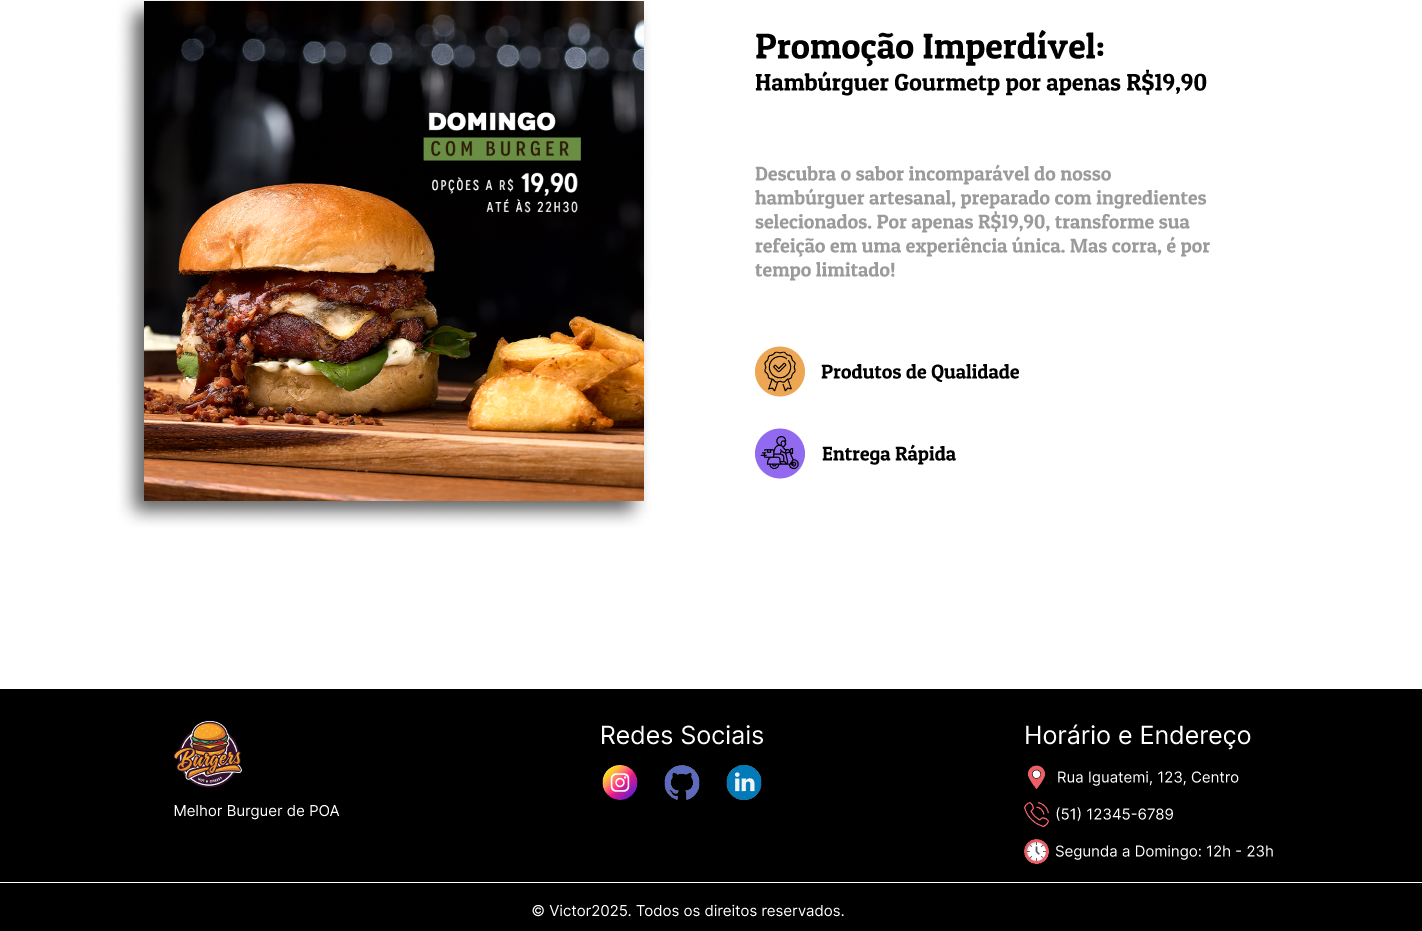 DOMINGO
COM BURGER
OPÇÕES A R$ 19,90
ATÉ ÀS 22H30
Promoção Imperdível:
Hambúrguer Gourmetp por apenas R$19,90
Descubra o sabor incomparável do nosso
hambúrguer artesanal, preparado com ingredientes
selecionados. Por apenas R$19,90, transforme sua
refeição em uma experiência única. Mas corra, é por
tempo limitado!
Produtos de Qualidade
Entrega Rápida
Burgers
Melhor Burguer de POA
Redes Sociais
in
Horário e Endereço
Rua Iguatemi, 123, Centro
(51) 12345-6789
Segunda a Domingo: 12h - 23h
© Victor2025. Todos os direitos reservados.